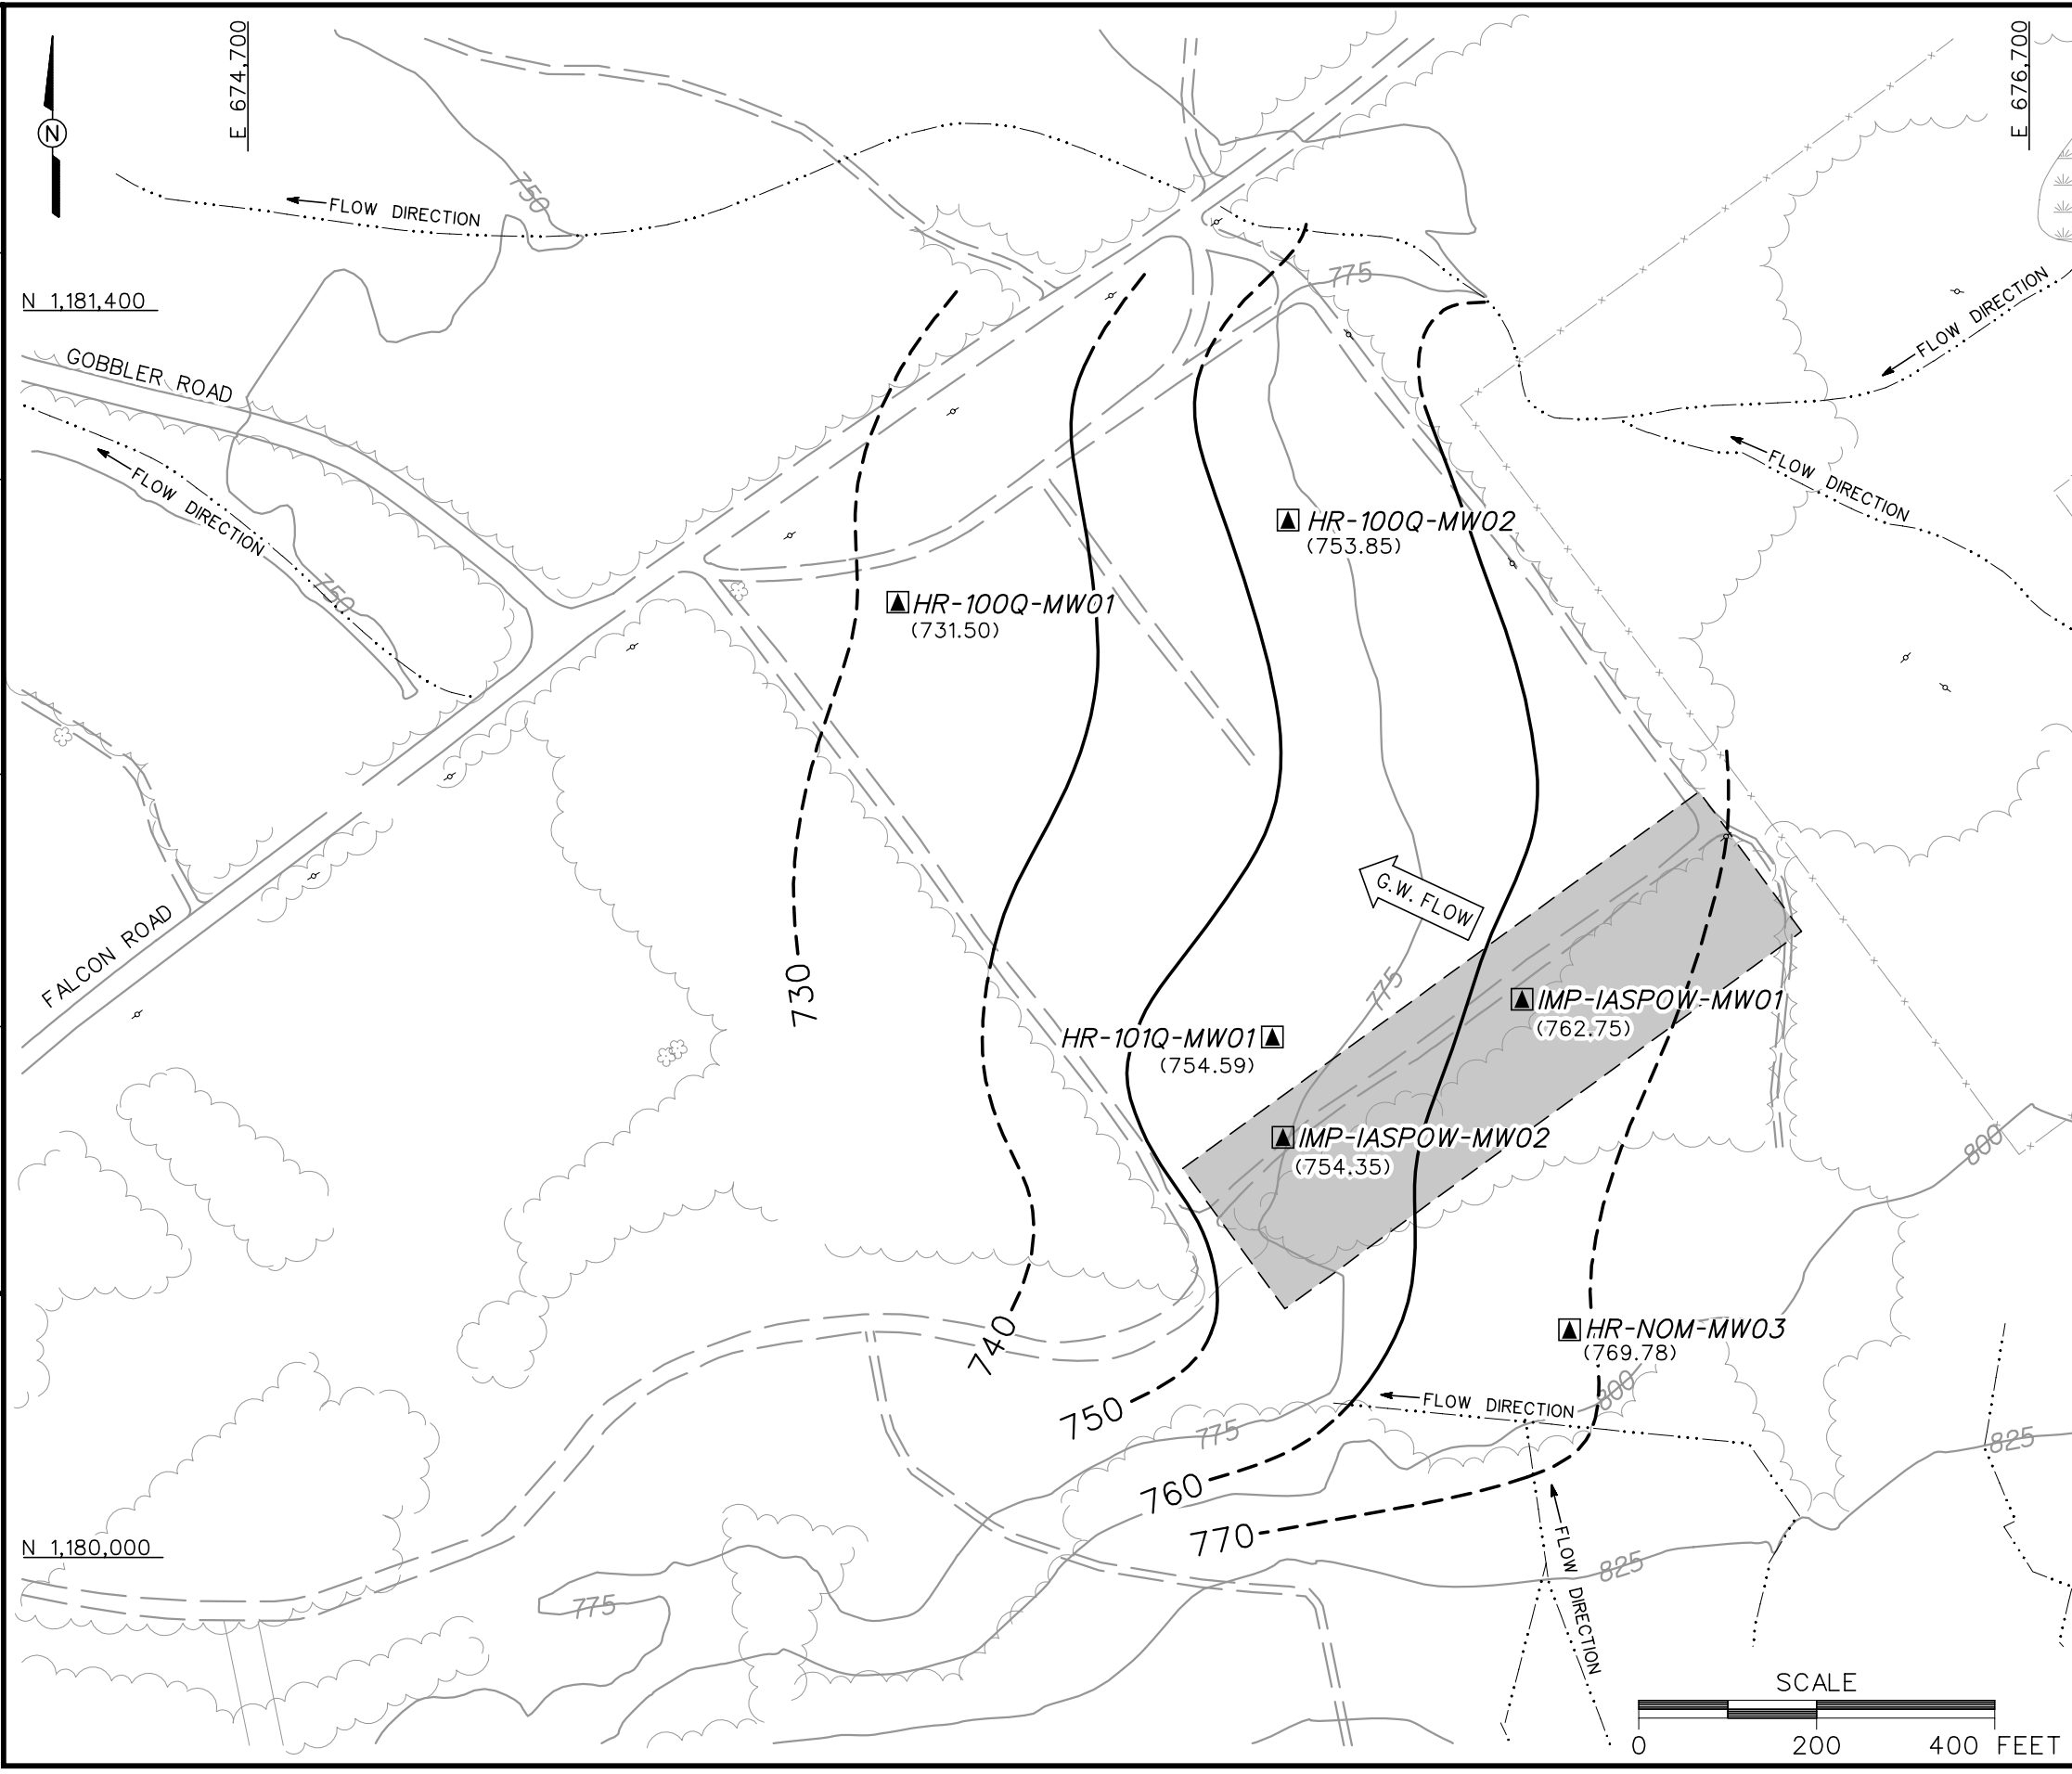 E 674,700
E 676,700
N
750
FLOW DIRECTION
775
FLOW DIRECTION
N 1,181,400
GOBBLER ROAD
FLOW DIRECTION
FLOW DIRECTION
HR-100Q-MW02
(753.85)
750
HR-100Q-MW01
(731.50)
G.W. FLOW
FALCON ROAD
730
775
IMP-IASPOW-MW01
(762.75)
HR-101Q-MW01
(754.59)
IMP-IASPOW-MW02
(754.35)
800
HR-NOM-MW03
(769.78)
740
800
FLOW DIRECTION
750
775
825
760
770
N 1,180,000
825
775
FLOW DIRECTION
SCALE
0 200 400 FEET